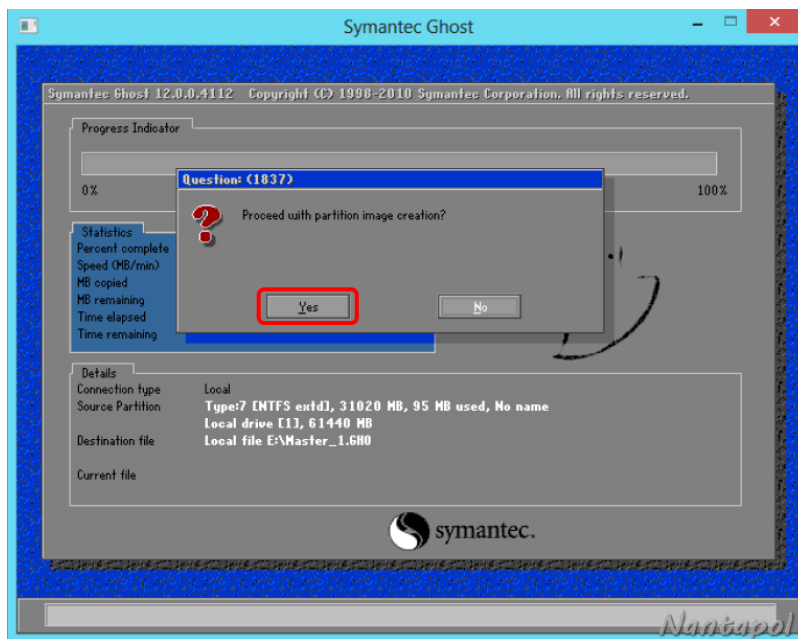 Symantec Ghost
Symantec Ghost 12.0.0.4112 Copyright (C) 1998-2010 Symantec Corporation. All rights reserved.
Progress Indicator
0%
100%
Question: (1837)
Proceed with partition image creation?
Yes
No
Statistics
Percent complete
Speed (MB/min)
MB copied
MB remaining
Time elapsed
Time remaining
Details
Connection type Local
Source Partition Type:7 [NTFS extd], 31020 MB, 95 MB used, No name
Local drive [1], 61440 MB
Destination file Local file E:\Master_1.GHO
Current file
symantec.
Nantapol